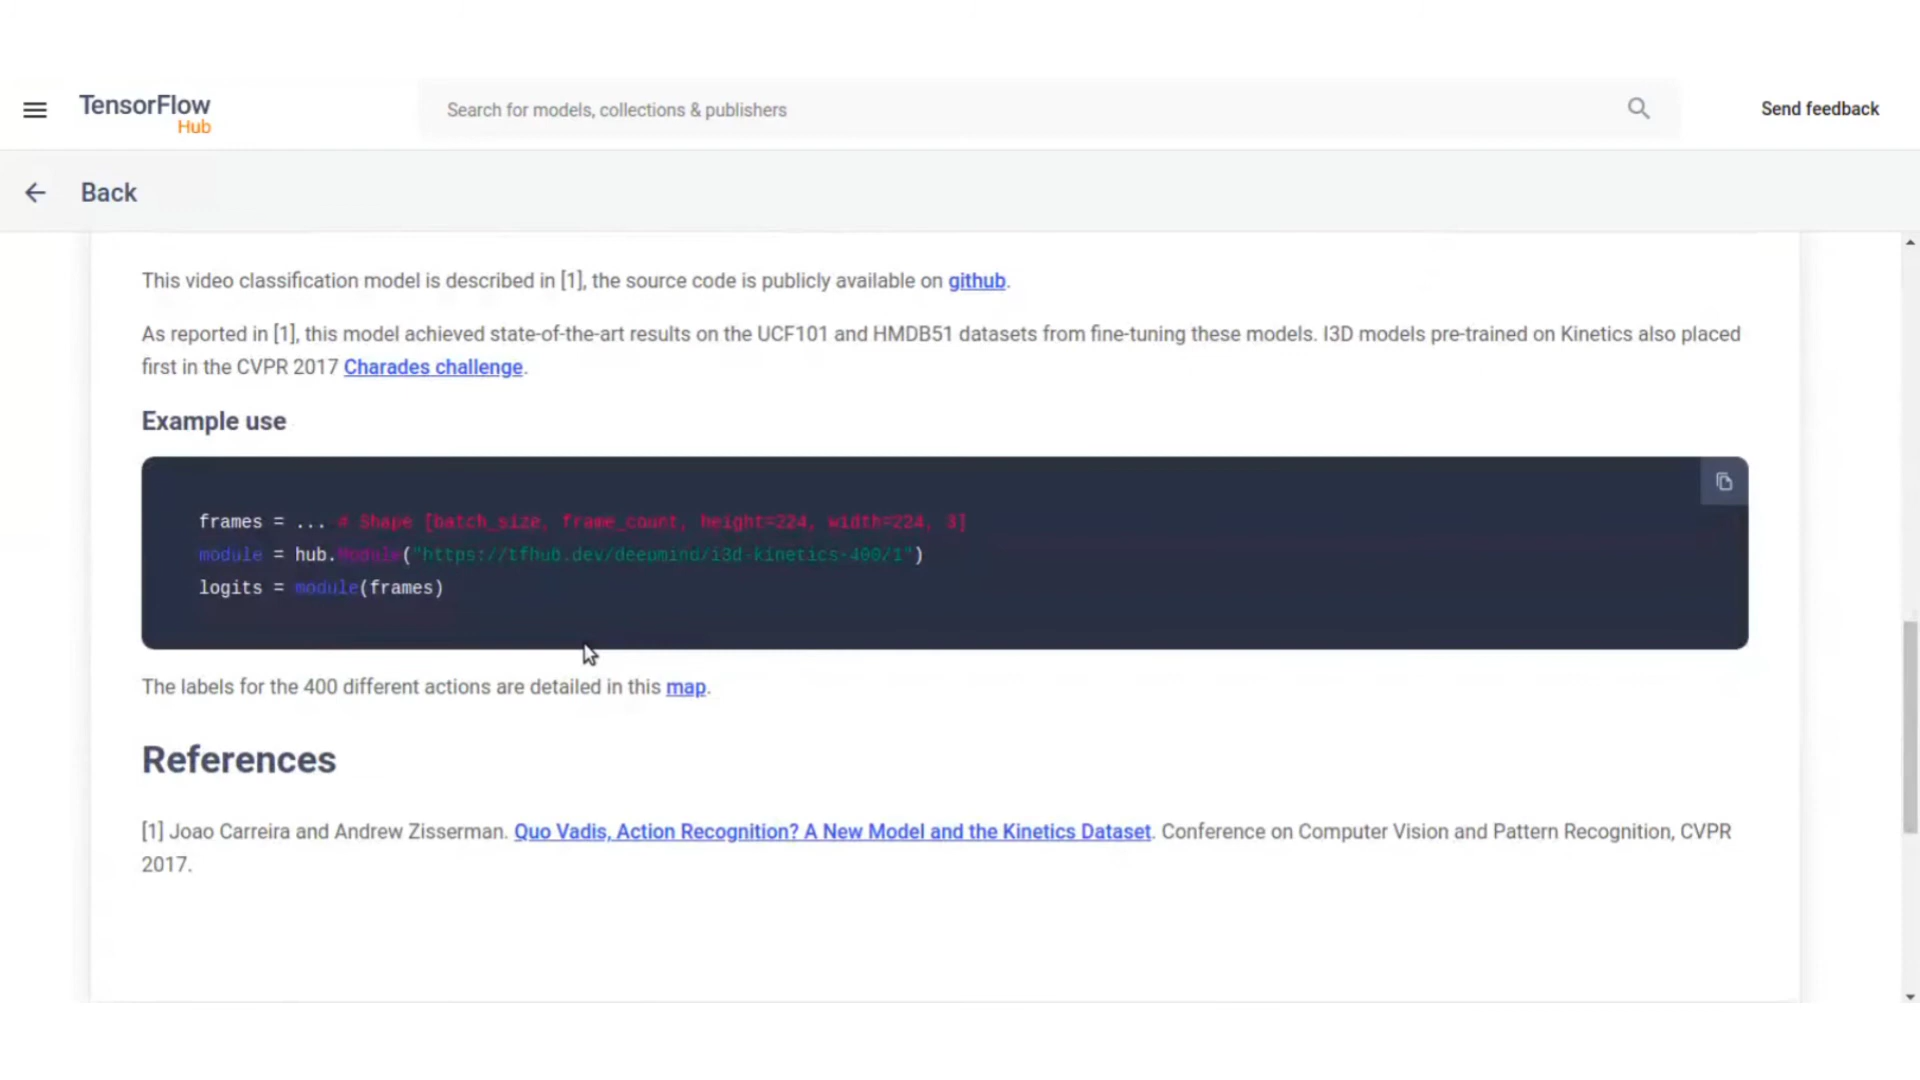 TensorFlow
Hub
Search for models, collections & publishers
Send feedback
Back
This video classification model is described in [1], the source code is publicly available on github.
As reported in [1], this model achieved state-of-the-art results on the UCF101 and HMDB51 datasets from fine-tuning these models. I3D models pre-trained on Kinetics also placed
first in the CVPR 2017 Charades challenge.
Example use
frames = ... # Shape [batch_size, frame_count, height=224, width=224, 3]
module = hub.Module("https://tfhub.dev/deepmind/i3d-kinetics-400/1")
logits = module(frames)
The labels for the 400 different actions are detailed in this map.
References
[1] Joao Carreira and Andrew Zisserman. Quo Vadis, Action Recognition? A New Model and the Kinetics Dataset. Conference on Computer Vision and Pattern Recognition, CVPR
2017.